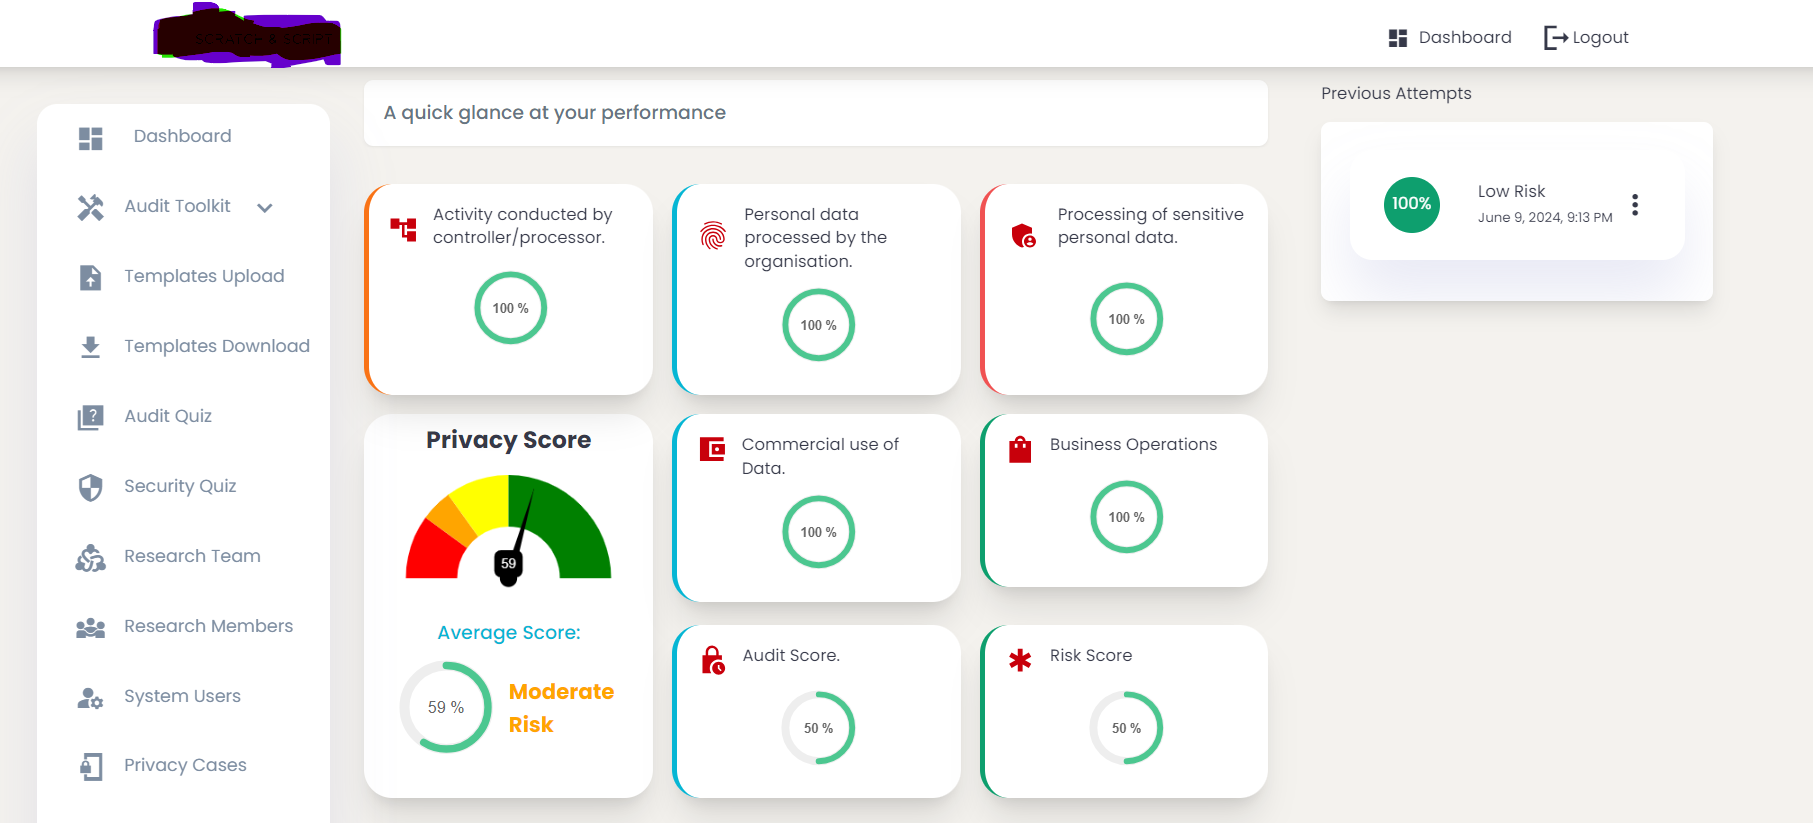 SCRATCH & SCRIPT
Dashboard
Logout
Dashboard
Audit Toolkit
Templates Upload
Templates Download
Audit Quiz
Security Quiz
Research Team
Research Members
System Users
Privacy Cases
A quick glance at your performance
Activity conducted by
controller/processor.
100 %
Personal data
processed by the
organisation.
100 %
Processing of sensitive
personal data.
100 %
Privacy Score
59
Average Score:
59 %
Moderate
Risk
Commercial use of
Data.
100 %
Business Operations
100 %
Audit Score.
50 %
Risk Score
50 %
Previous Attempts
100%
Low Risk
June 9, 2024, 9:13 PM